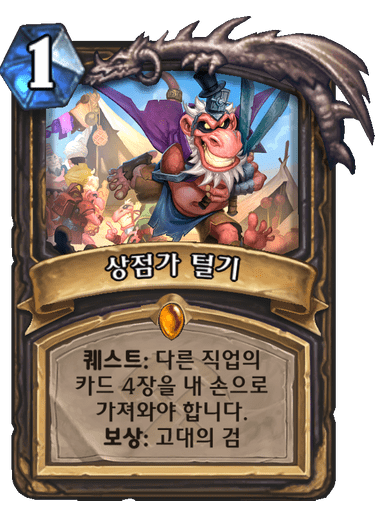 1
상점가 털기
퀘스트: 다른 직업의
카드 4장을 내 손으로
가져와야 합니다.
보상: 고대의 검